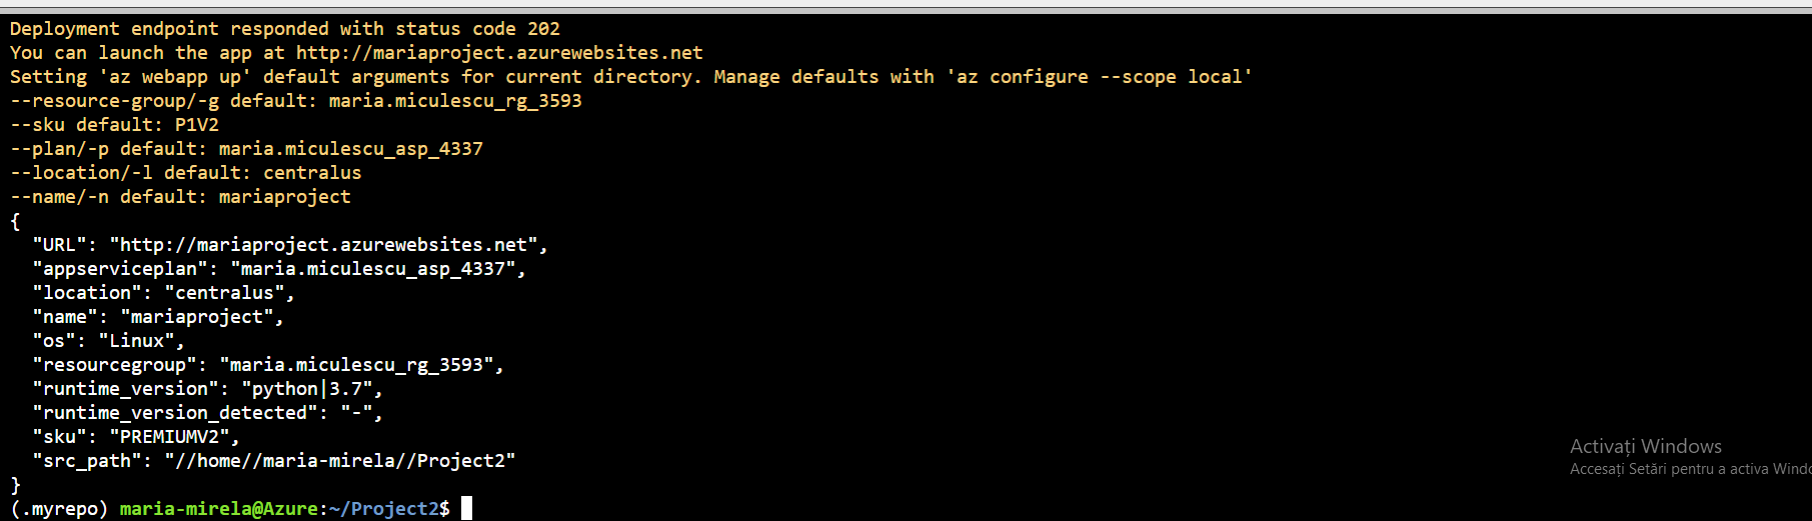 Deployment endpoint responded with status code 202
You can launch the app at http://mariaproject.azurewebsites.net
Setting 'az webapp up' default arguments for current directory. Manage defaults with 'az configure --scope local'
--resource-group/-g default: maria.miculescu_rg_3593
--sku default: P1V2
--plan/-p default: maria.miculescu_asp_4337
--location/-l default: centralus
--name/-n default: mariaproject
{
  "URL": "http://mariaproject.azurewebsites.net",
  "appserviceplan": "maria.miculescu_asp_4337",
  "location": "centralus",
  "name": "mariaproject",
  "os": "Linux",
  "resourcegroup": "maria.miculescu_rg_3593",
  "runtime_version": "python|3.7",
  "runtime_version_detected": "-",
  "sku": "PREMIUMV2",
  "src_path": "//home//maria-mirela//Project2"
}
(.myrepo) maria-mirela@Azure:~/Project2$
Activați Windows
Accesați Setări pentru a activa Windo